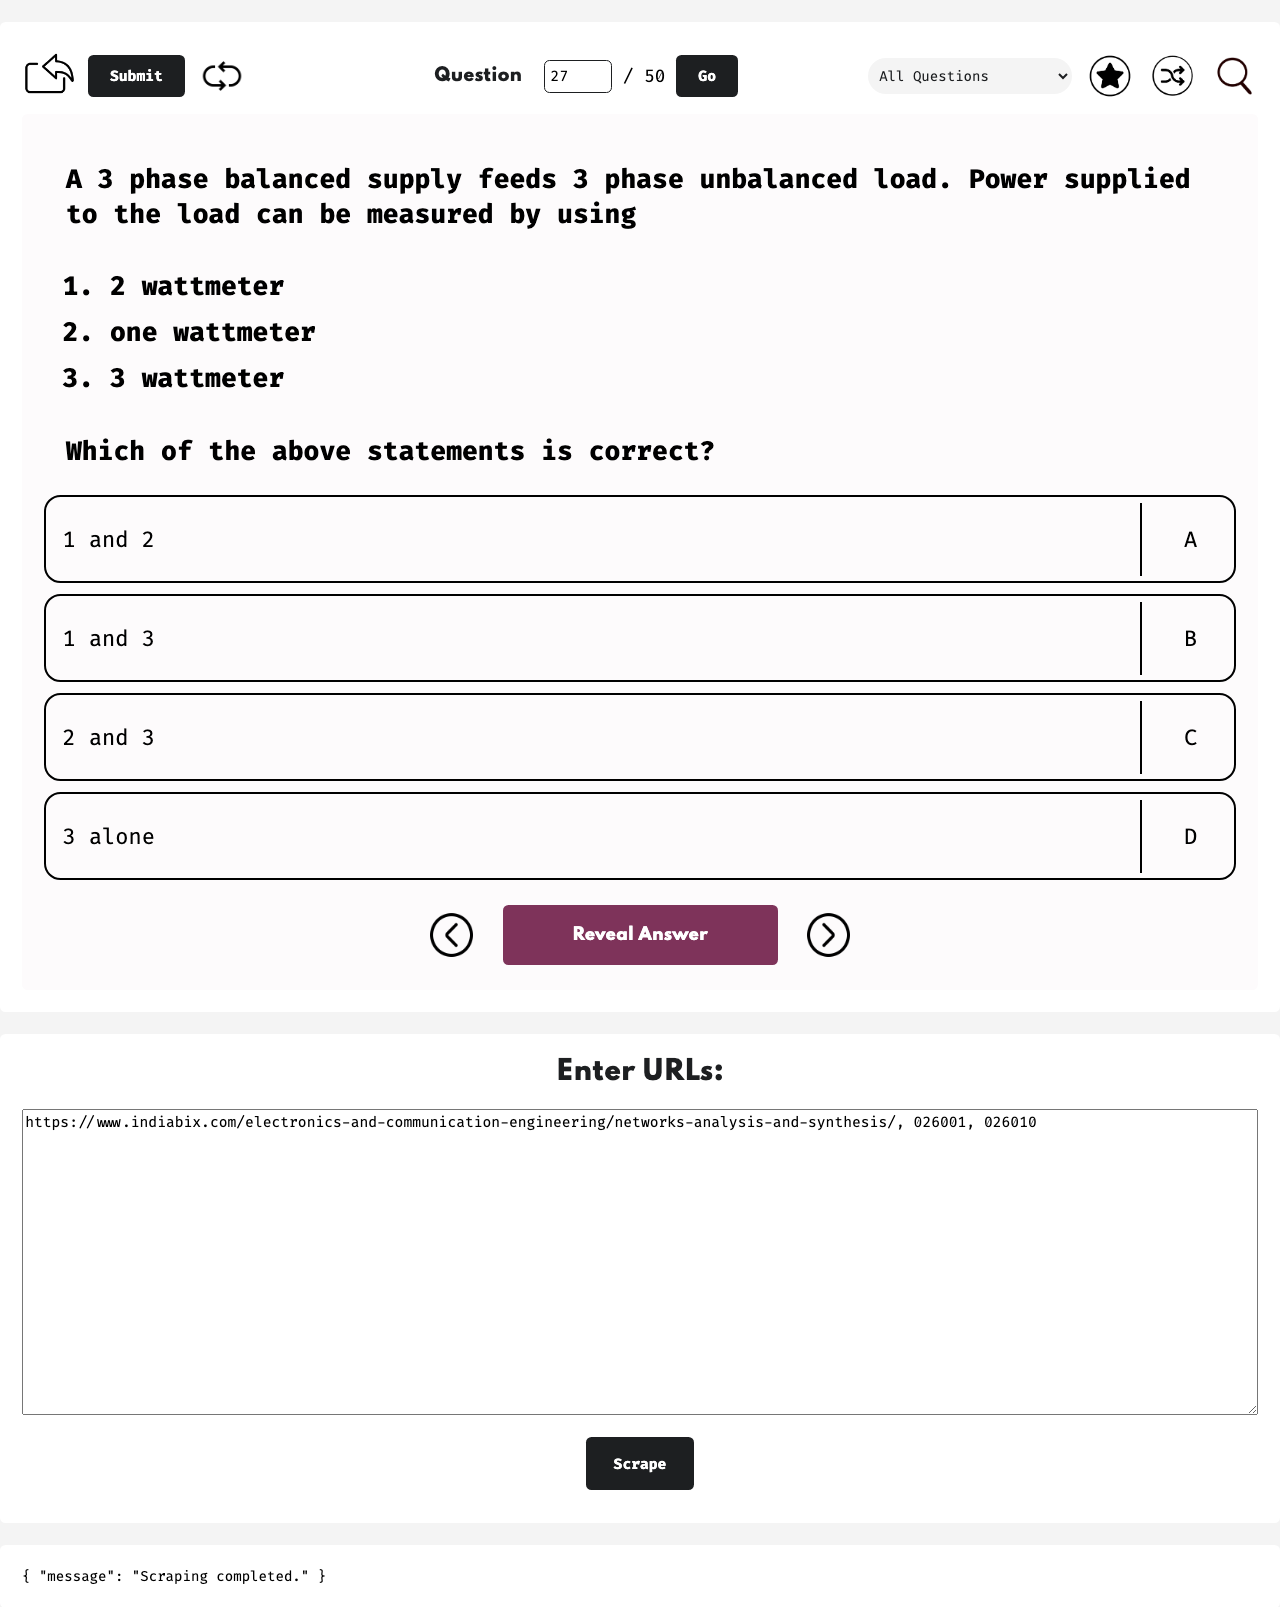 Submit
Question 27 / 50 Go
All Questions
A 3 phase balanced supply feeds 3 phase unbalanced load. Power supplied
to the load can be measured by using
1. 2 wattmeter
2. one wattmeter
3. 3 wattmeter
Which of the above statements is correct?
1 and 2 A
1 and 3 B
2 and 3 C
3 alone D
Reveal Answer
Enter URLs:
https://www.indiabix.com/electronics-and-communication-engineering/networks-analysis-and-synthesis/, 026001, 026010
Scrape
{ "message": "Scraping completed." }